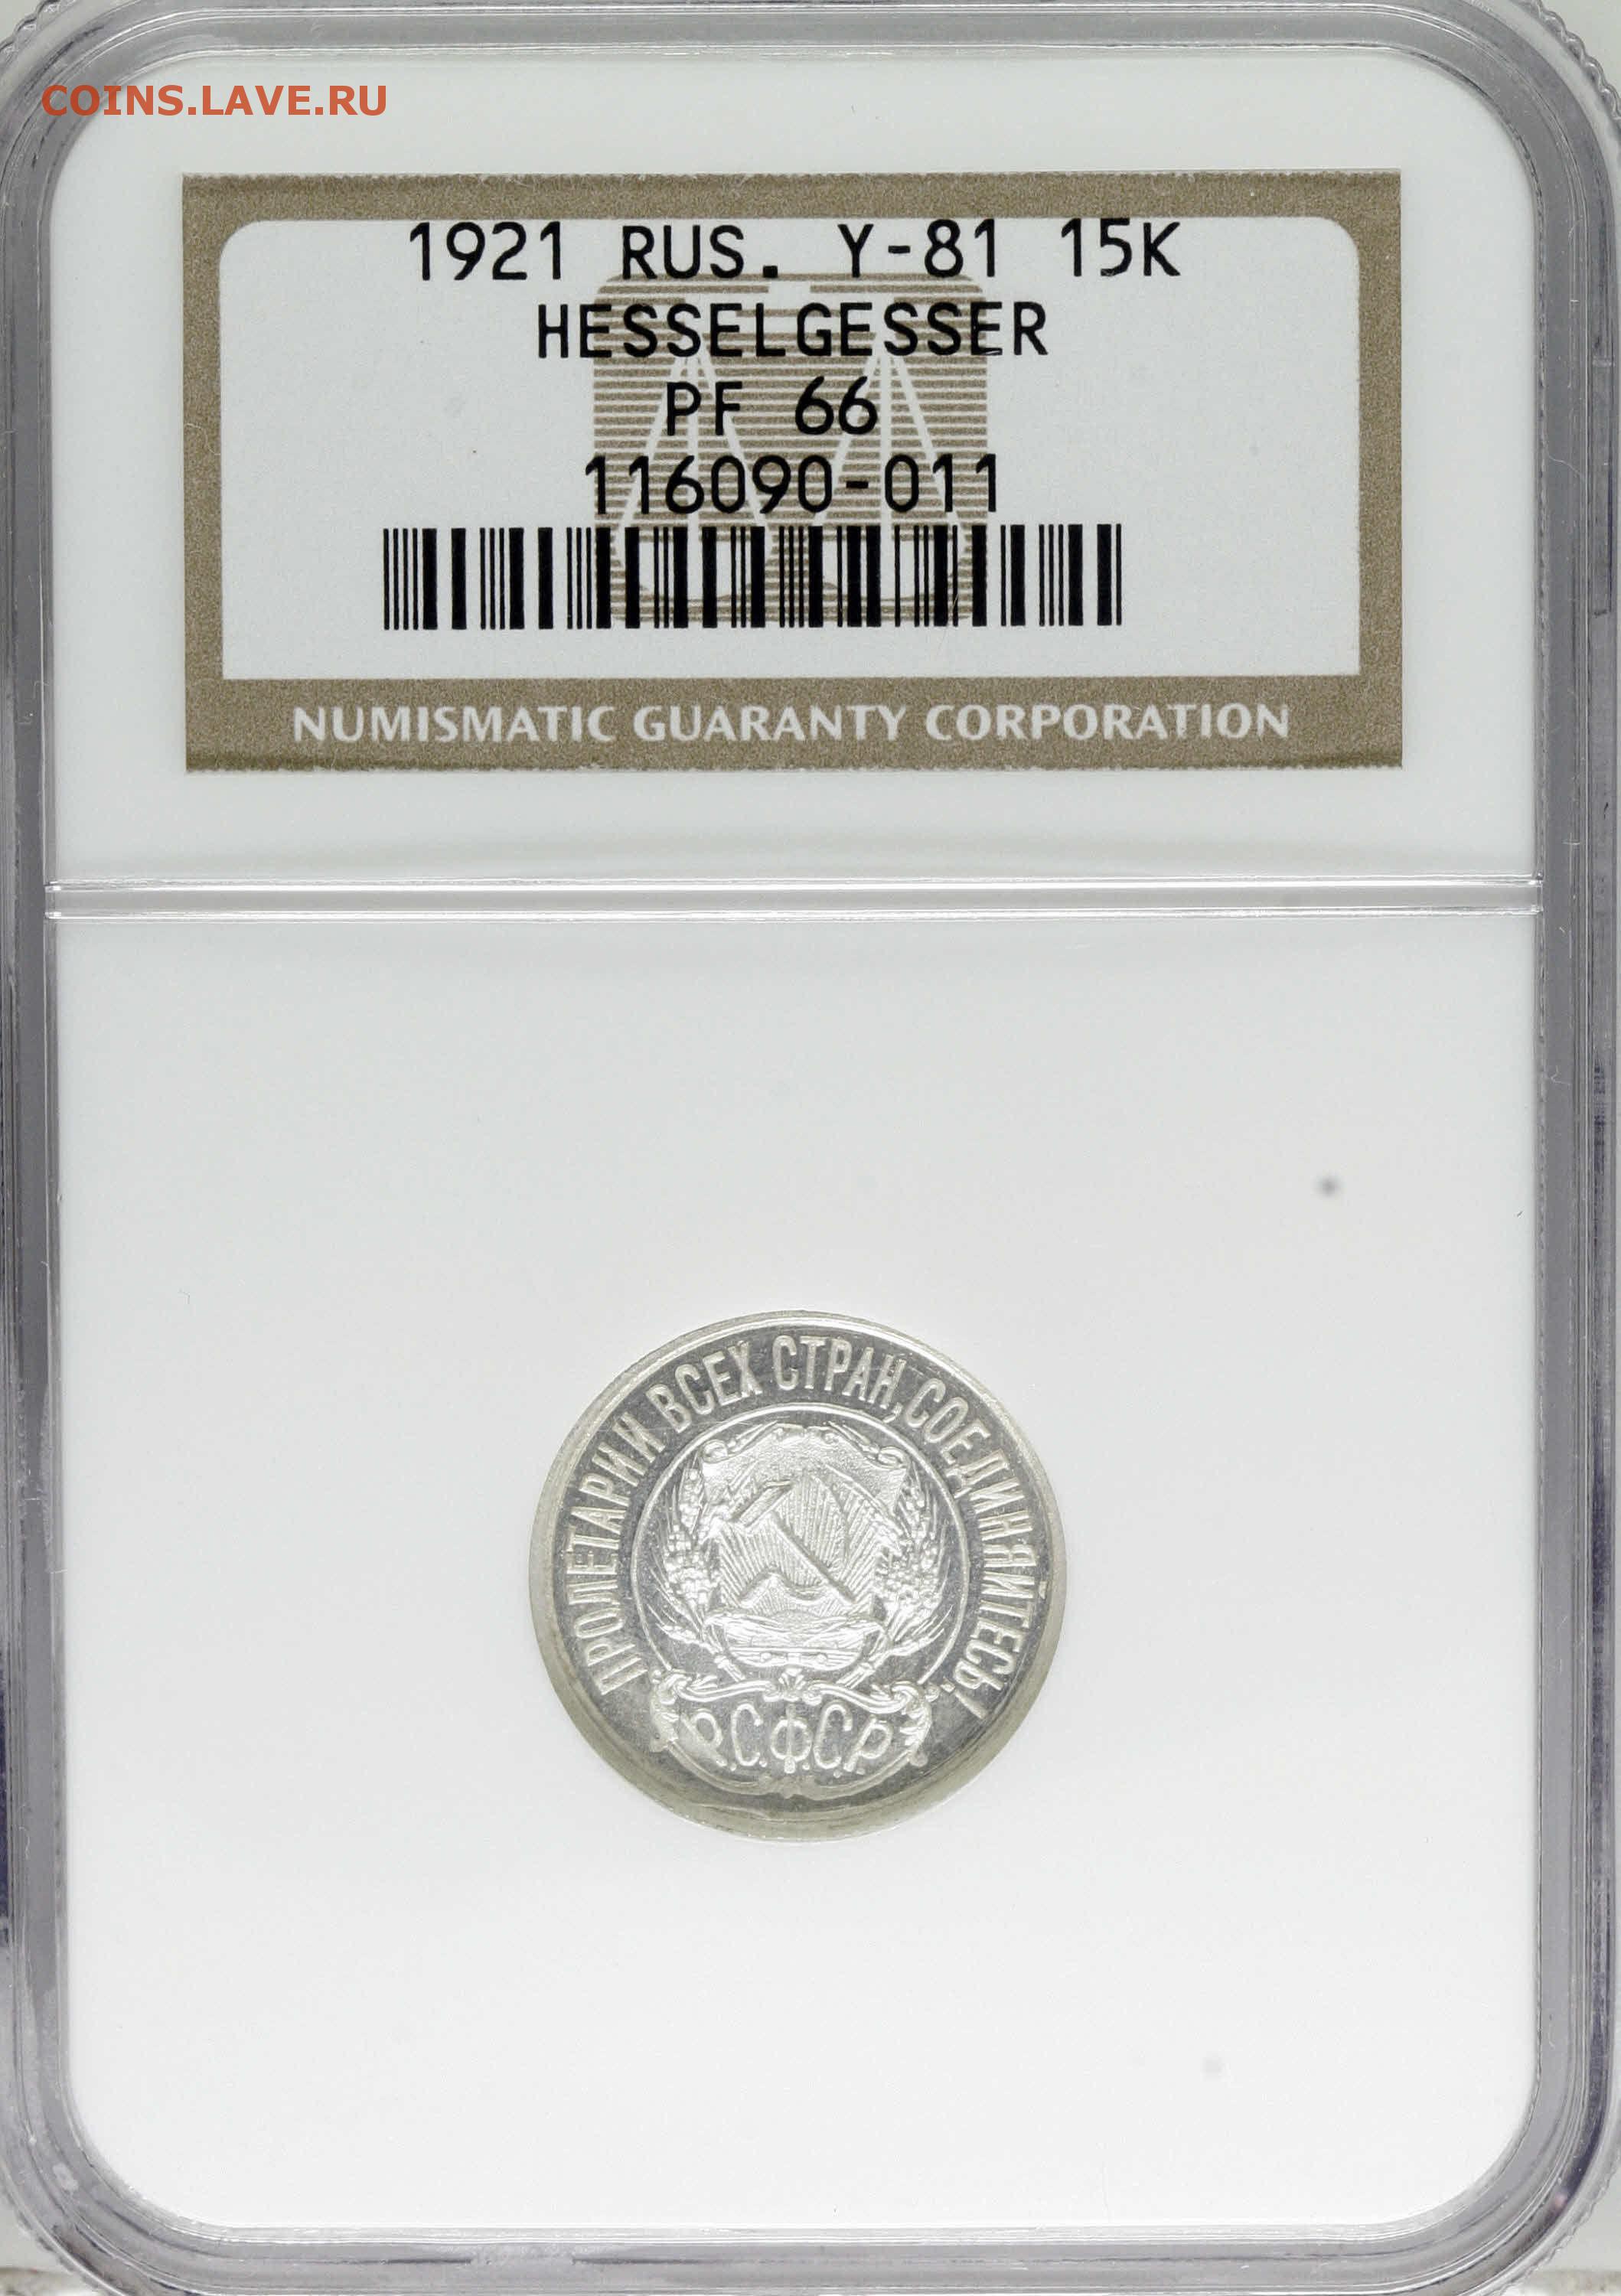 COINS.LAVE.RU
1921 RUS. Y-81 15K
HESSELGESSER
PF 66
116090-011
NUMISMATIC GUARANTY CORPORATION
ПРОЛЕТАРИИ ВСЕХ СТРАН, СОЕДИНЯЙТЕСЬ!
Р.С.Ф.С.Р.